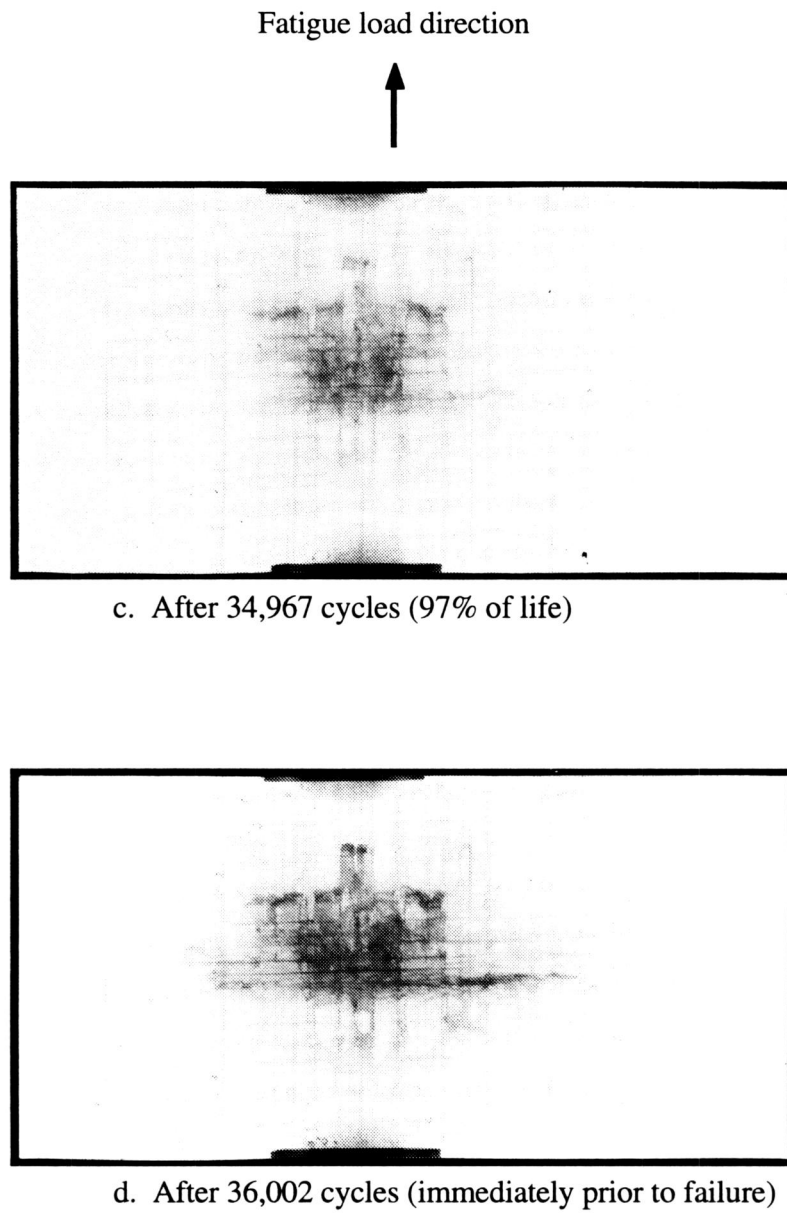 Fatigue load direction
c. After 34,967 cycles (97% of life)
d. After 36,002 cycles (immediately prior to failure)